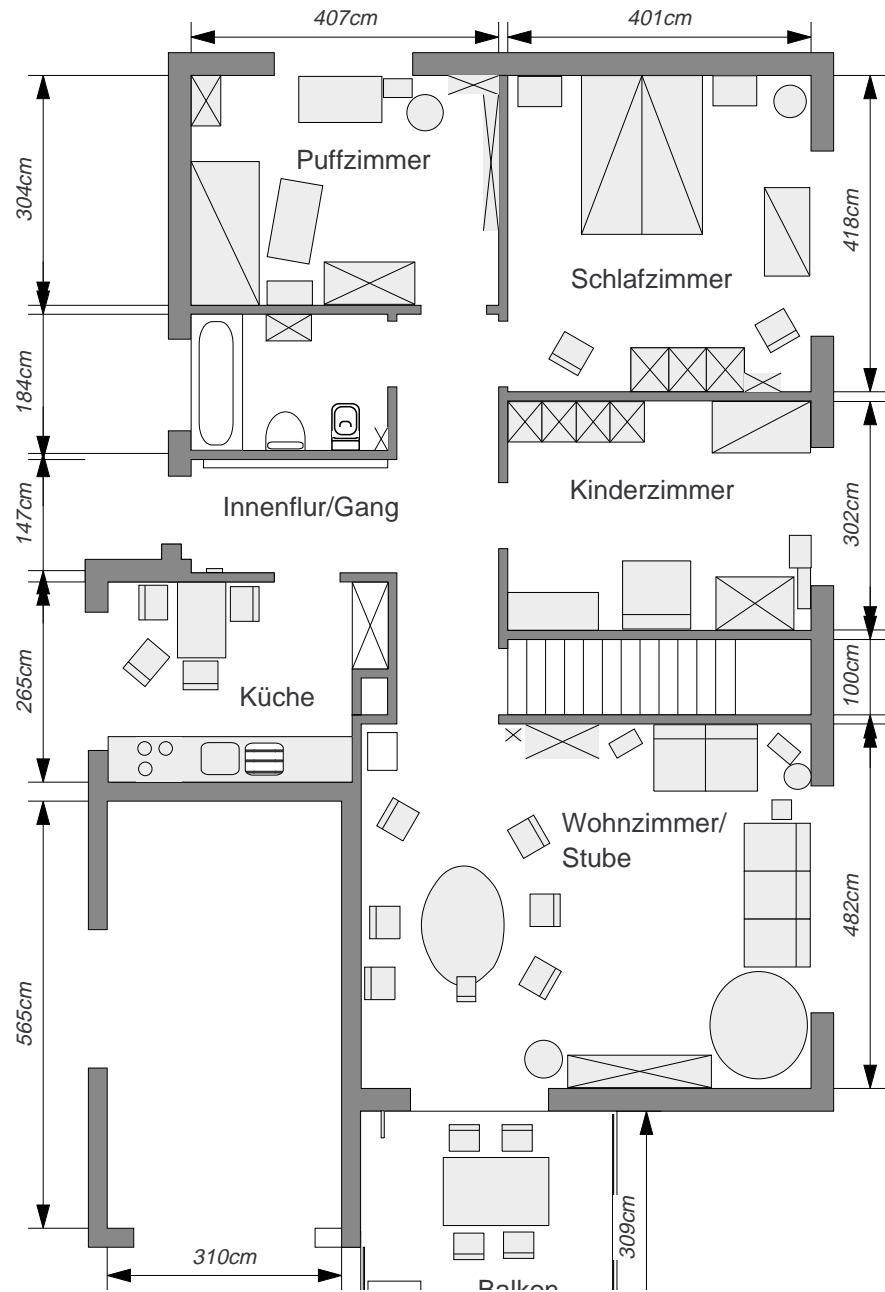 407cm
401cm
304cm
Puffzimmer
418cm
Schlafzimmer
184cm
147cm
Innenflur/Gang
Kinderzimmer
302cm
265cm
Küche
100cm
Wohnzimmer/
Stube
482cm
565cm
310cm
309cm
Balkon